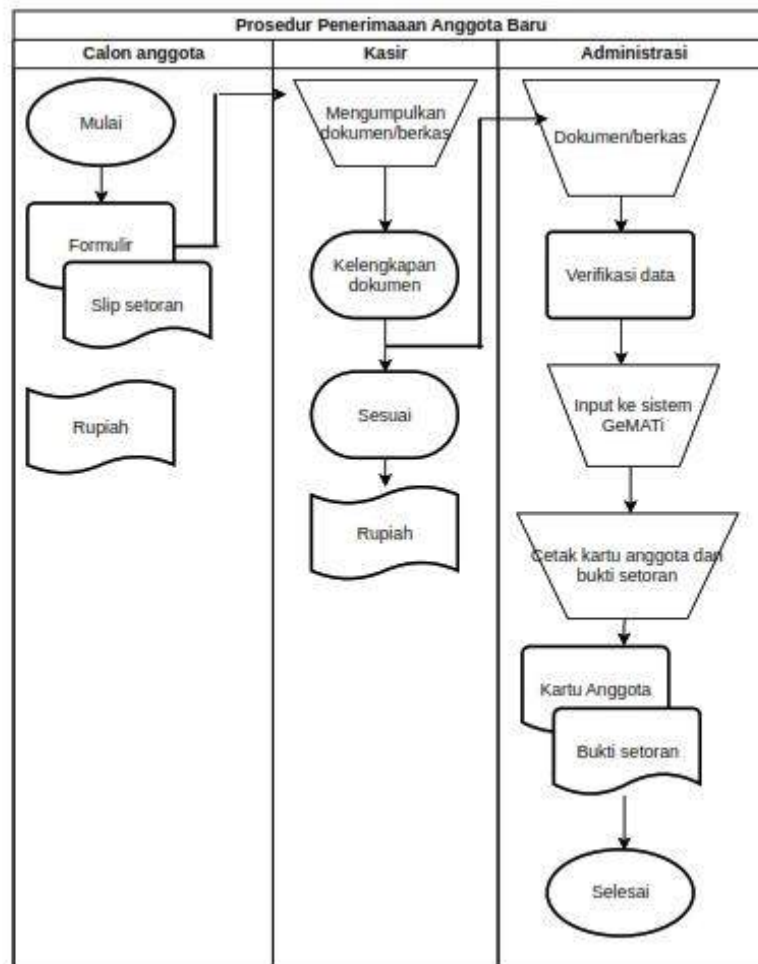 Prosedur Penerimaaan Anggota Baru
Calon anggota
Kasir
Administrasi
Mulai
Formulir
Slip setoran
Rupiah
Mengumpulkan
dokumen/berkas
Kelengkapan
dokumen
Sesuai
Rupiah
Dokumen/berkas
Verifikasi data
Input ke sistem
GeMATi
Cetak kartu anggota dan
bukti setoran
Kartu Anggota
Bukti setoran
Selesai